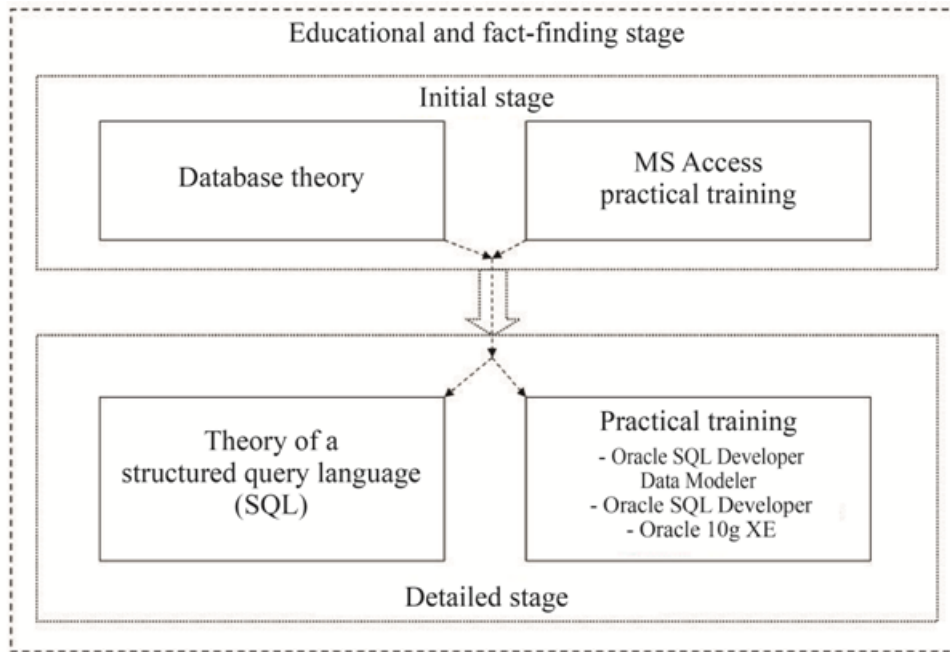 Educational and fact-finding stage
Initial stage
Database theory
MS Access
practical training
Theory of a
structured query language
(SQL)
Practical training
- Oracle SQL Developer
Data Modeler
- Oracle SQL Developer
- Oracle 10g XE
Detailed stage